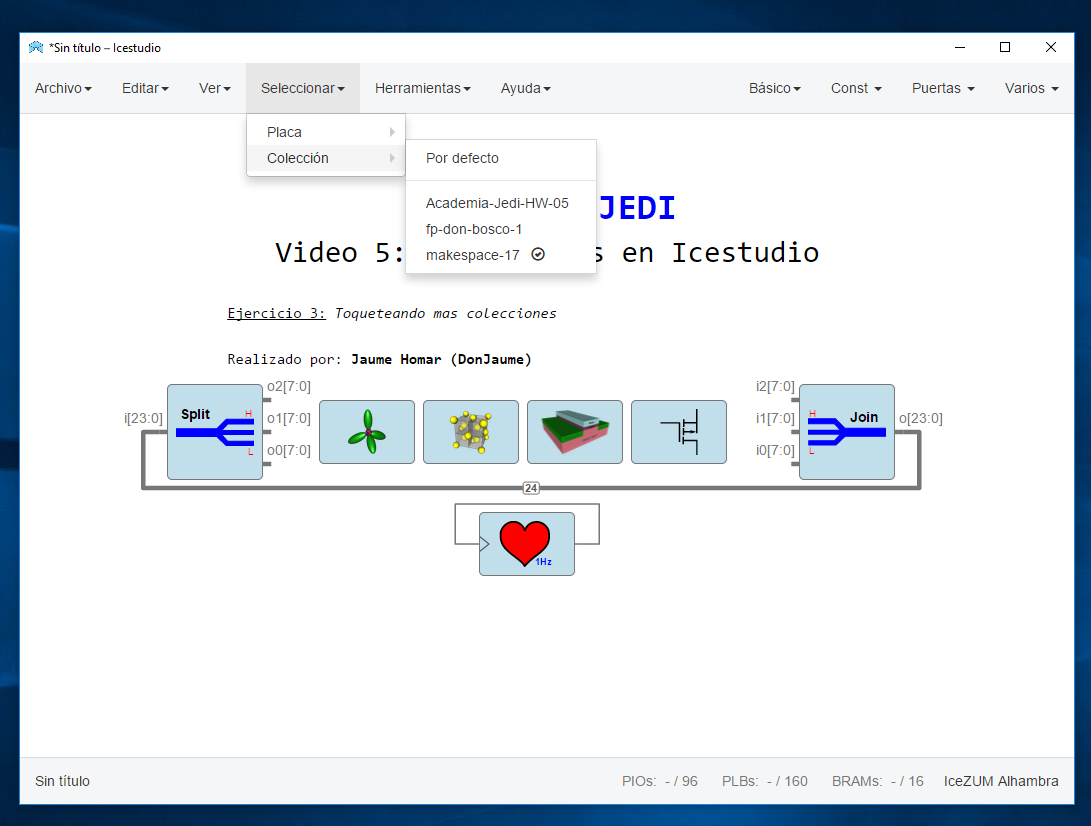 *Sin título – Icestudio
Archivo Editar Ver Seleccionar Herramientas Ayuda Básico Const Puertas Varios
Placa
Colección
Por defecto
Academia-Jedi-HW-05
fp-don-bosco-1
makespace-17
JEDI
Video 5: s en Icestudio
Ejercicio 3: Toqueteando mas colecciones
Realizado por: Jaume Homar (DonJaume)
o2[7:0] i2[7:0]
i[23:0] Split H o1[7:0] i1[7:0] H Join o[23:0]
L o0[7:0] i0[7:0] L
24
1Hz
Sin título PIOs: - / 96 PLBs: - / 160 BRAMs: - / 16 IceZUM Alhambra